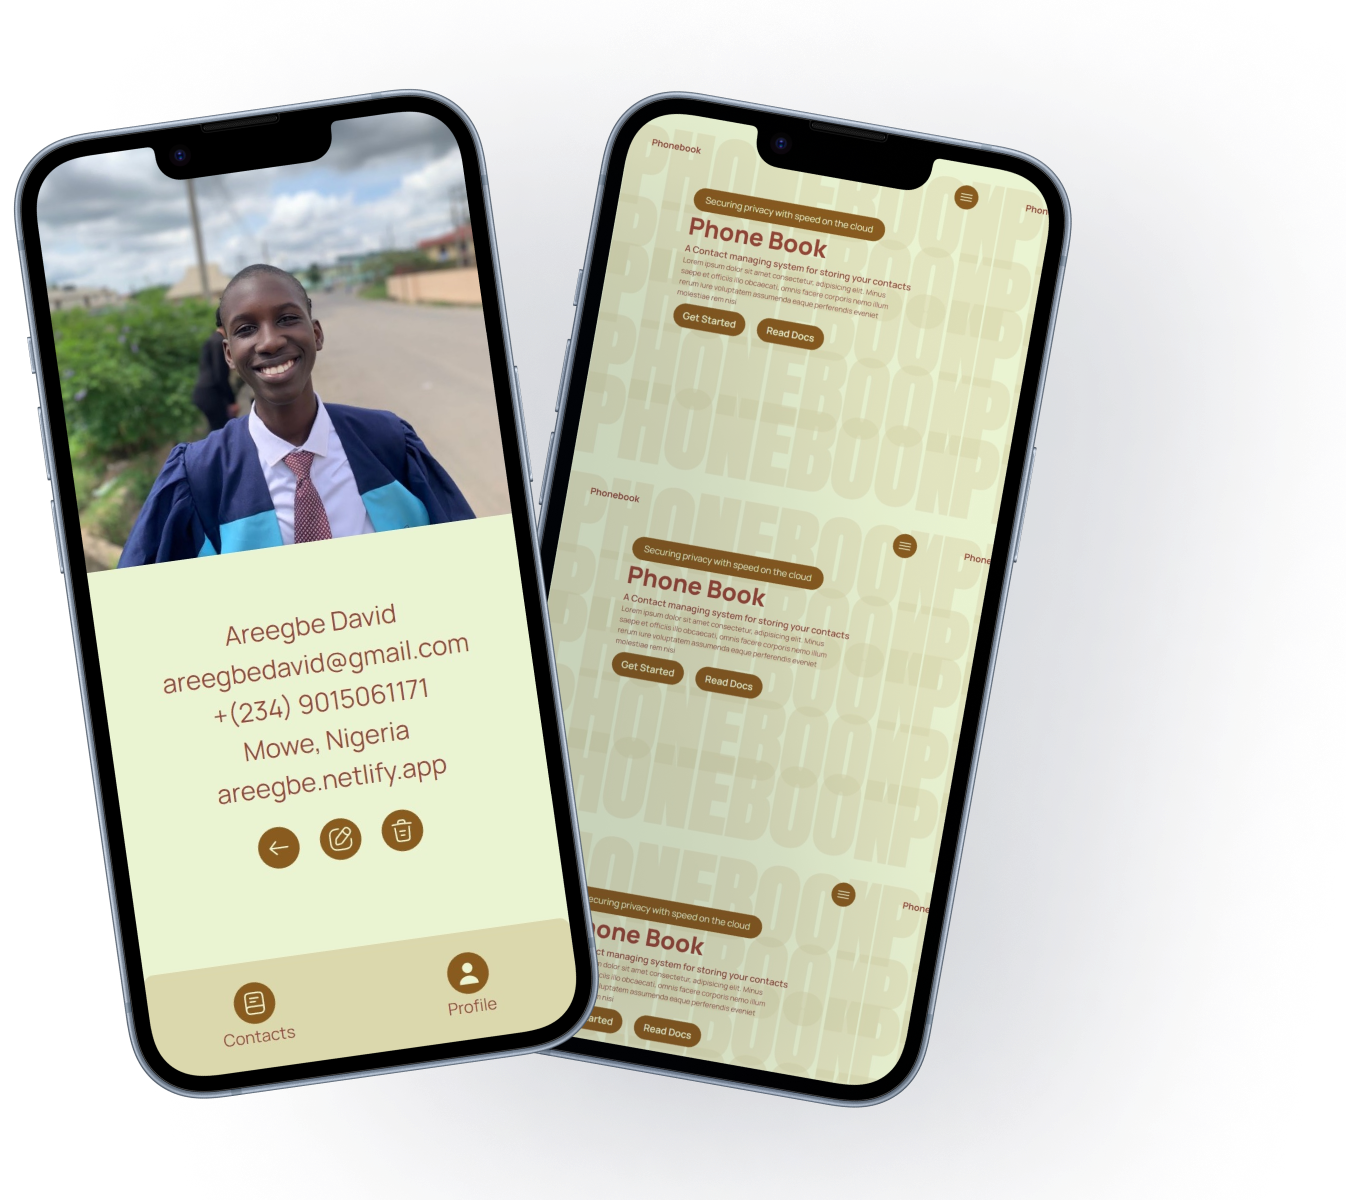 Areegbe David
areegbedavid@gmail.com
+(234) 9015061171
Mowe, Nigeria
areegbe.netlify.app
Contacts
Profile
Phonebook
Phon
Securing privacy with speed on the cloud
Phone Book
A Contact managing system for storing your contacts
Lorem ipsum dolor sit amet consectetur, adipisicing elit. Minus
saepe et officiis illo obcaecati, omnis facere corporis nemo illum
rerum iure voluptatem assumenda eaque perferendis eveniet
molestiae rem nisi
Get Started
Read Docs
PHONEBOOKP
PHONEBOOKP
Phonebook
Phone
Securing privacy with speed on the cloud
Phone Book
A Contact managing system for storing your contacts
Lorem ipsum dolor sit amet consectetur, adipisicing elit. Minus
saepe et officiis illo obcaecati, omnis facere corporis nemo illum
rerum iure voluptatem assumenda eaque perferendis eveniet
molestiae rem nisi
Get Started
Read Docs
Phone
ecuring privacy with speed on the cloud
one Book
ct managing system for storing your contacts
dolor sit amet consectetur, adipisicing elit. Minus
illo obcaecati, omnis facere corporis nemo illum
luptatem assumenda eaque perferendis eveniet
nisi
arted
Read Docs